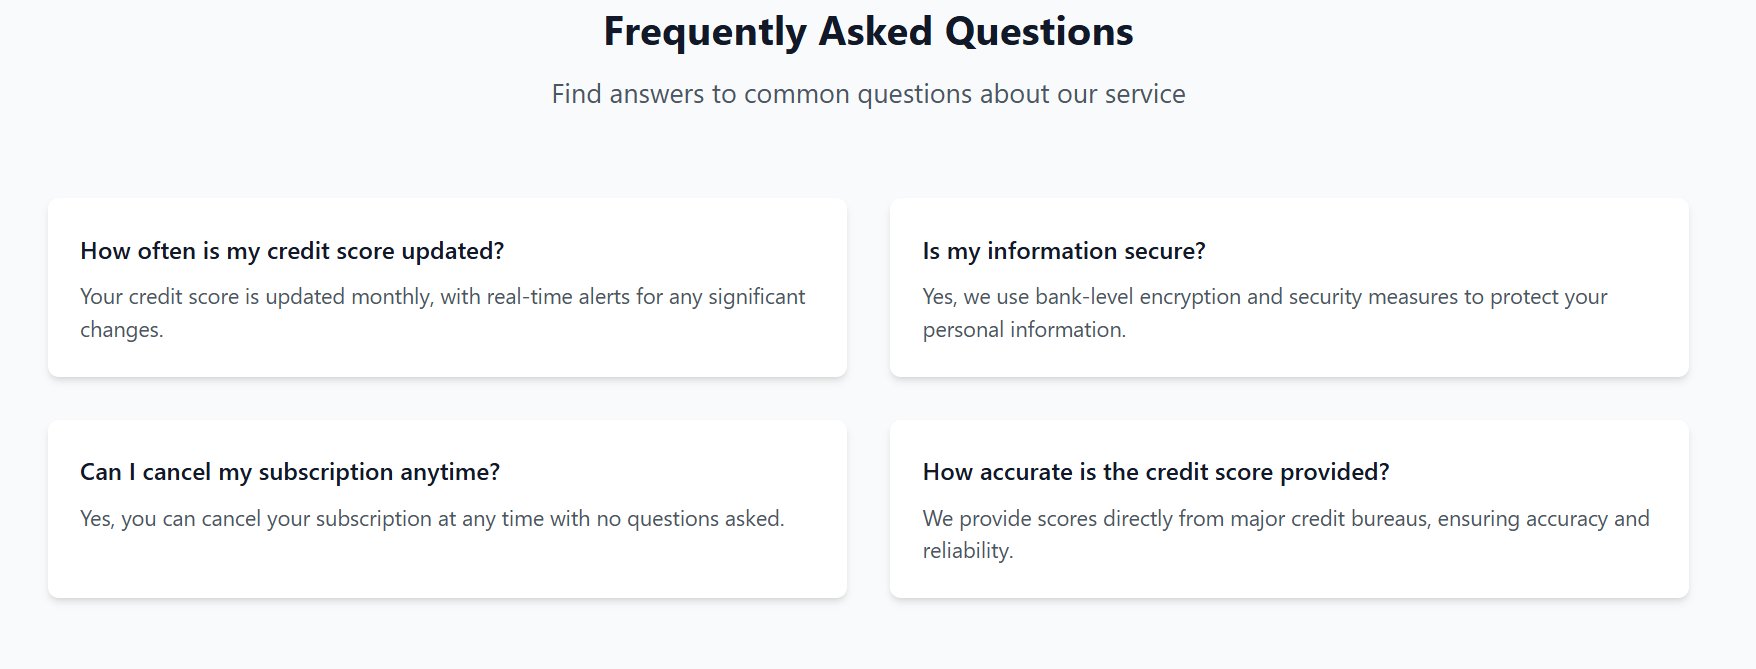 Frequently Asked Questions
Find answers to common questions about our service
How often is my credit score updated?
Your credit score is updated monthly, with real-time alerts for any significant
changes.
Is my information secure?
Yes, we use bank-level encryption and security measures to protect your
personal information.
Can I cancel my subscription anytime?
Yes, you can cancel your subscription at any time with no questions asked.
How accurate is the credit score provided?
We provide scores directly from major credit bureaus, ensuring accuracy and
reliability.